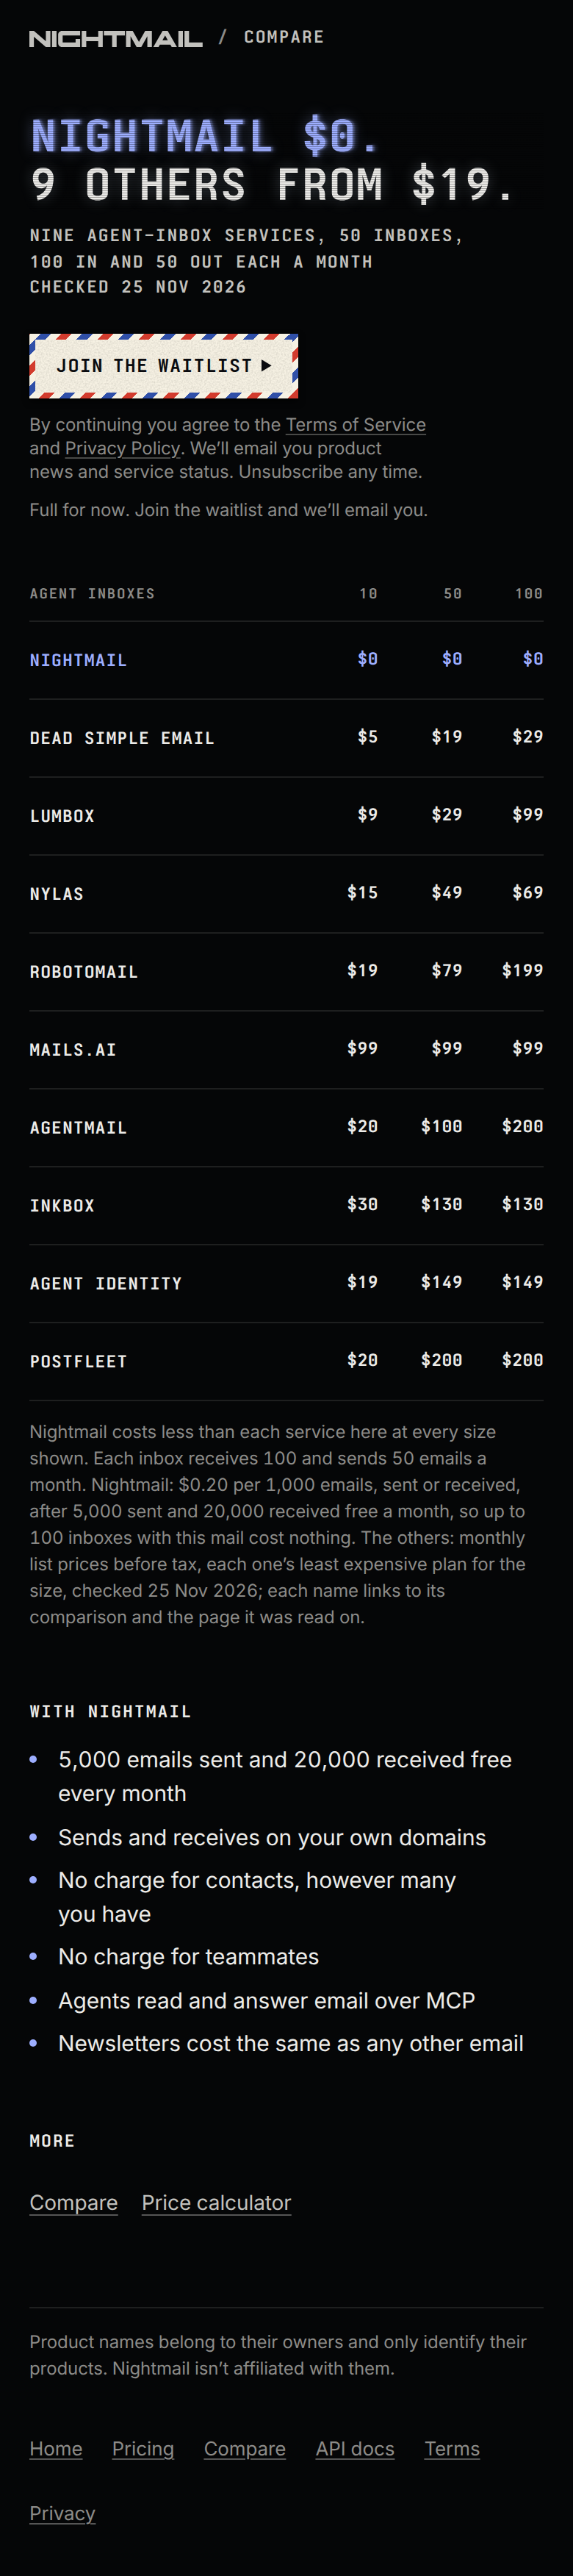 NIGHTMAIL / COMPARE
NIGHTMAIL $0.
9 OTHERS FROM $19.
NINE AGENT-INBOX SERVICES, 50 INBOXES,
100 IN AND 50 OUT EACH A MONTH
CHECKED 25 NOV 2026
JOIN THE WAITLIST
By continuing you agree to the Terms of Service
and Privacy Policy. We’ll email you product
news and service status. Unsubscribe any time.
Full for now. Join the waitlist and we’ll email you.
AGENT INBOXES 10 50 100
NIGHTMAIL $0 $0 $0
DEAD SIMPLE EMAIL $5 $19 $29
LUMBOX $9 $29 $99
NYLAS $15 $49 $69
ROBOTOMAIL $19 $79 $199
MAILS.AI $99 $99 $99
AGENTMAIL $20 $100 $200
INKBOX $30 $130 $130
AGENT IDENTITY $19 $149 $149
POSTFLEET $20 $200 $200
Nightmail costs less than each service here at every size
shown. Each inbox receives 100 and sends 50 emails a
month. Nightmail: $0.20 per 1,000 emails, sent or received,
after 5,000 sent and 20,000 received free a month, so up to
100 inboxes with this mail cost nothing. The others: monthly
list prices before tax, each one’s least expensive plan for the
size, checked 25 Nov 2026; each name links to its
comparison and the page it was read on.
WITH NIGHTMAIL
5,000 emails sent and 20,000 received free
every month
Sends and receives on your own domains
No charge for contacts, however many
you have
No charge for teammates
Agents read and answer email over MCP
Newsletters cost the same as any other email
MORE
Compare Price calculator
Product names belong to their owners and only identify their
products. Nightmail isn’t affiliated with them.
Home Pricing Compare API docs Terms
Privacy